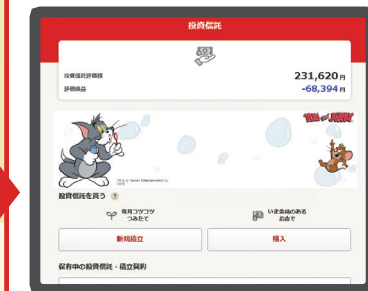 投資信託
投資信託評価額
231,620円
評価損益
-68,394円
TOM and JERRY
投資信託を買う ?
毎月コツコツ
つみたて
いま余裕のある
お金で
新規積立
購入
保有中の投資信託・積立契約